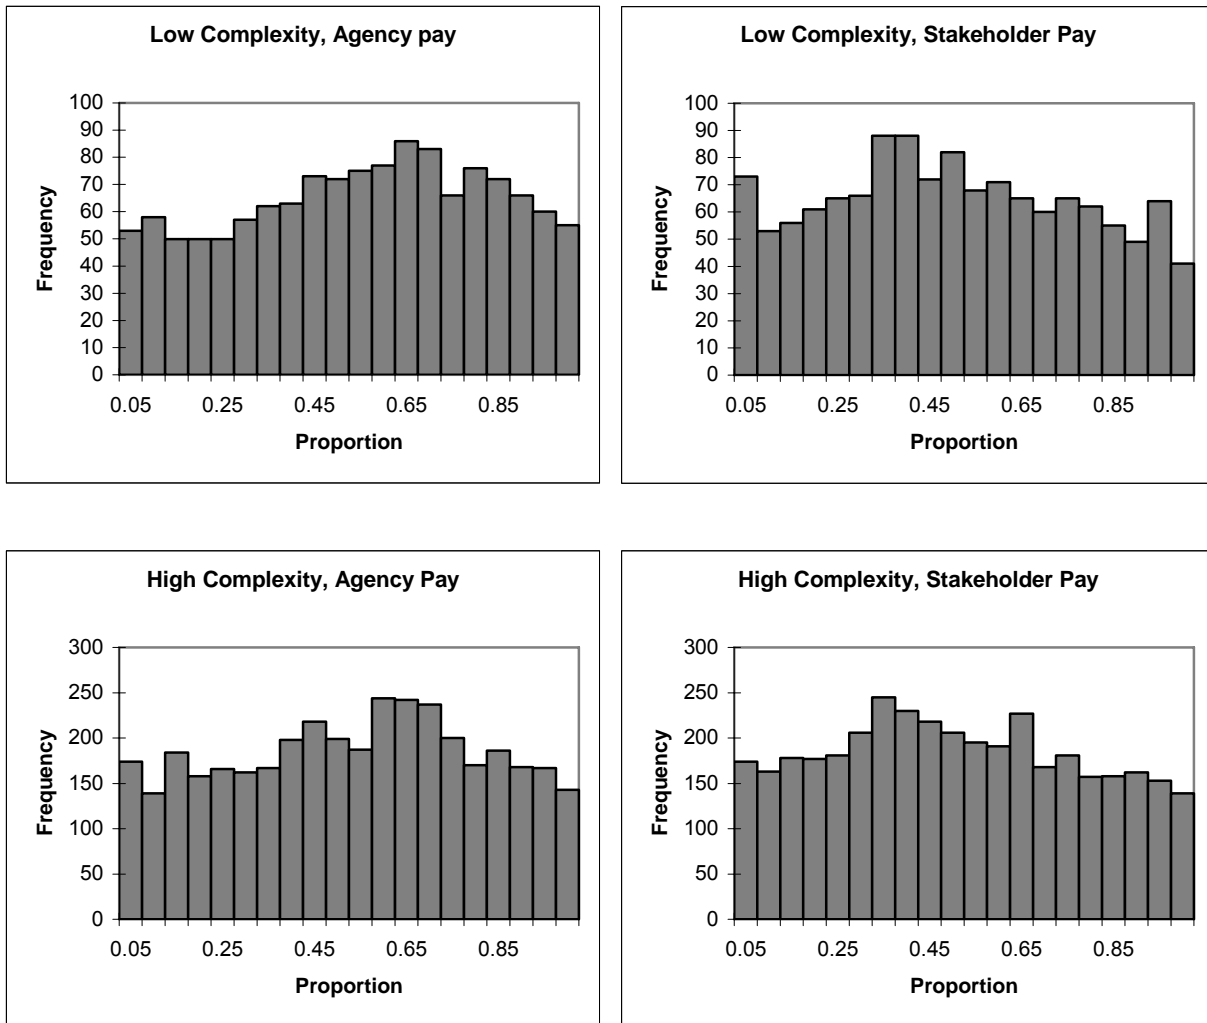 Low Complexity, Agency pay
100
90
80
70
60
50
40
30
20
10
0
Frequency
0.05 0.25 0.45 0.65 0.85
Proportion
Low Complexity, Stakeholder Pay
100
90
80
70
60
50
40
30
20
10
0
Frequency
0.05 0.25 0.45 0.65 0.85
Proportion
High Complexity, Agency Pay
300
250
200
150
100
50
0
Frequency
0.05 0.25 0.45 0.65 0.85
Proportion
High Complexity, Stakeholder Pay
300
250
200
150
100
50
0
Frequency
0.05 0.25 0.45 0.65 0.85
Proportion